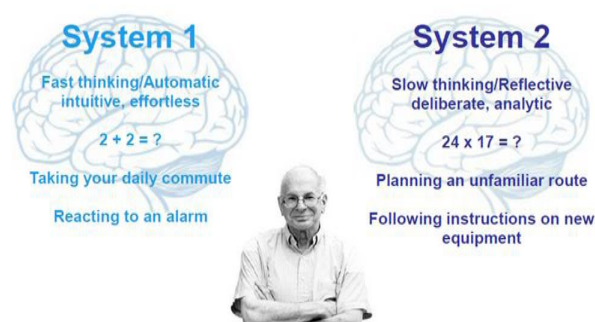 System 1
Fast thinking/Automatic
intuitive, effortless
2 + 2 = ?
Taking your daily commute
Reacting to an alarm
System 2
Slow thinking/Reflective
deliberate, analytic
24 x 17 = ?
Planning an unfamiliar route
Following instructions on new
equipment